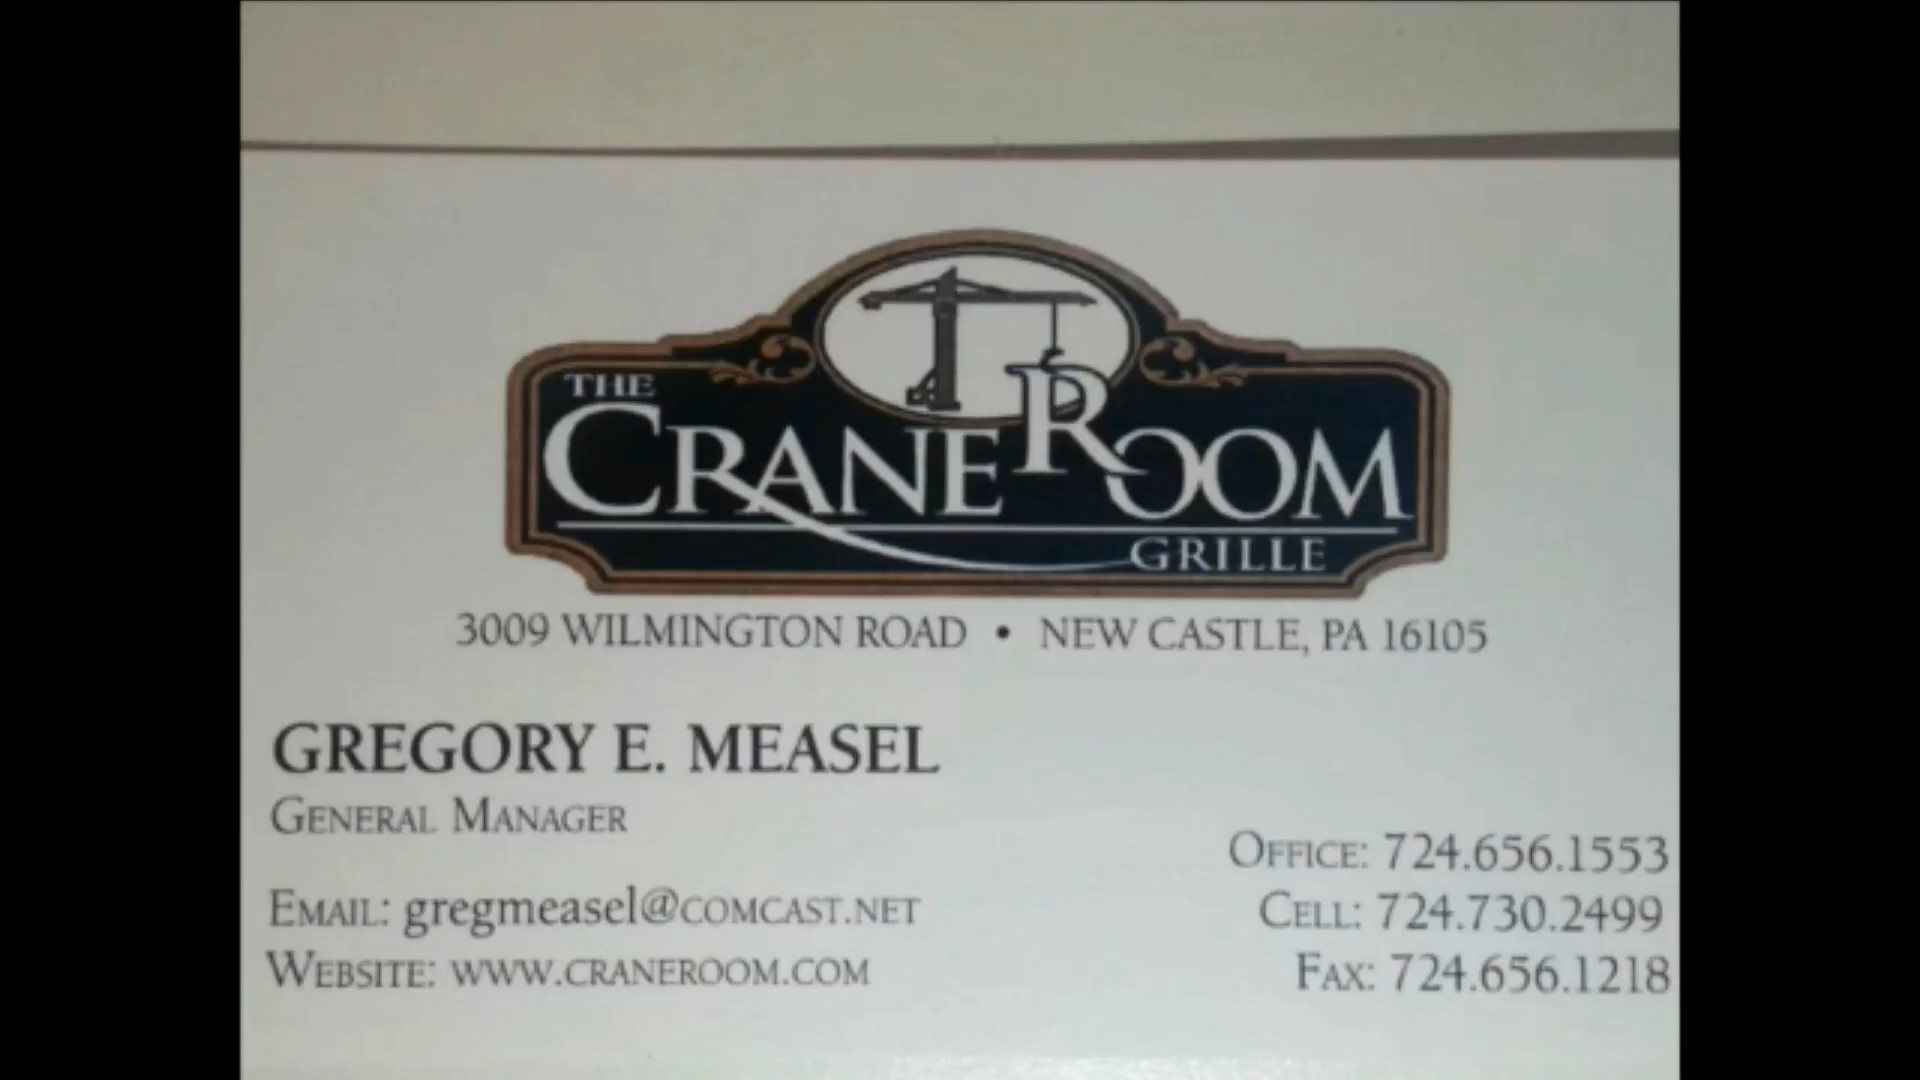 THE
CRANE ROOM
GRILLE
3009 WILMINGTON ROAD • NEW CASTLE, PA 16105
GREGORY E. MEASEL
GENERAL MANAGER
EMAIL: gregmeasel@COMCAST.NET
WEBSITE: WWW.CRANEROOM.COM
OFFICE: 724.656.1553
CELL: 724.730.2499
FAX: 724.656.1218